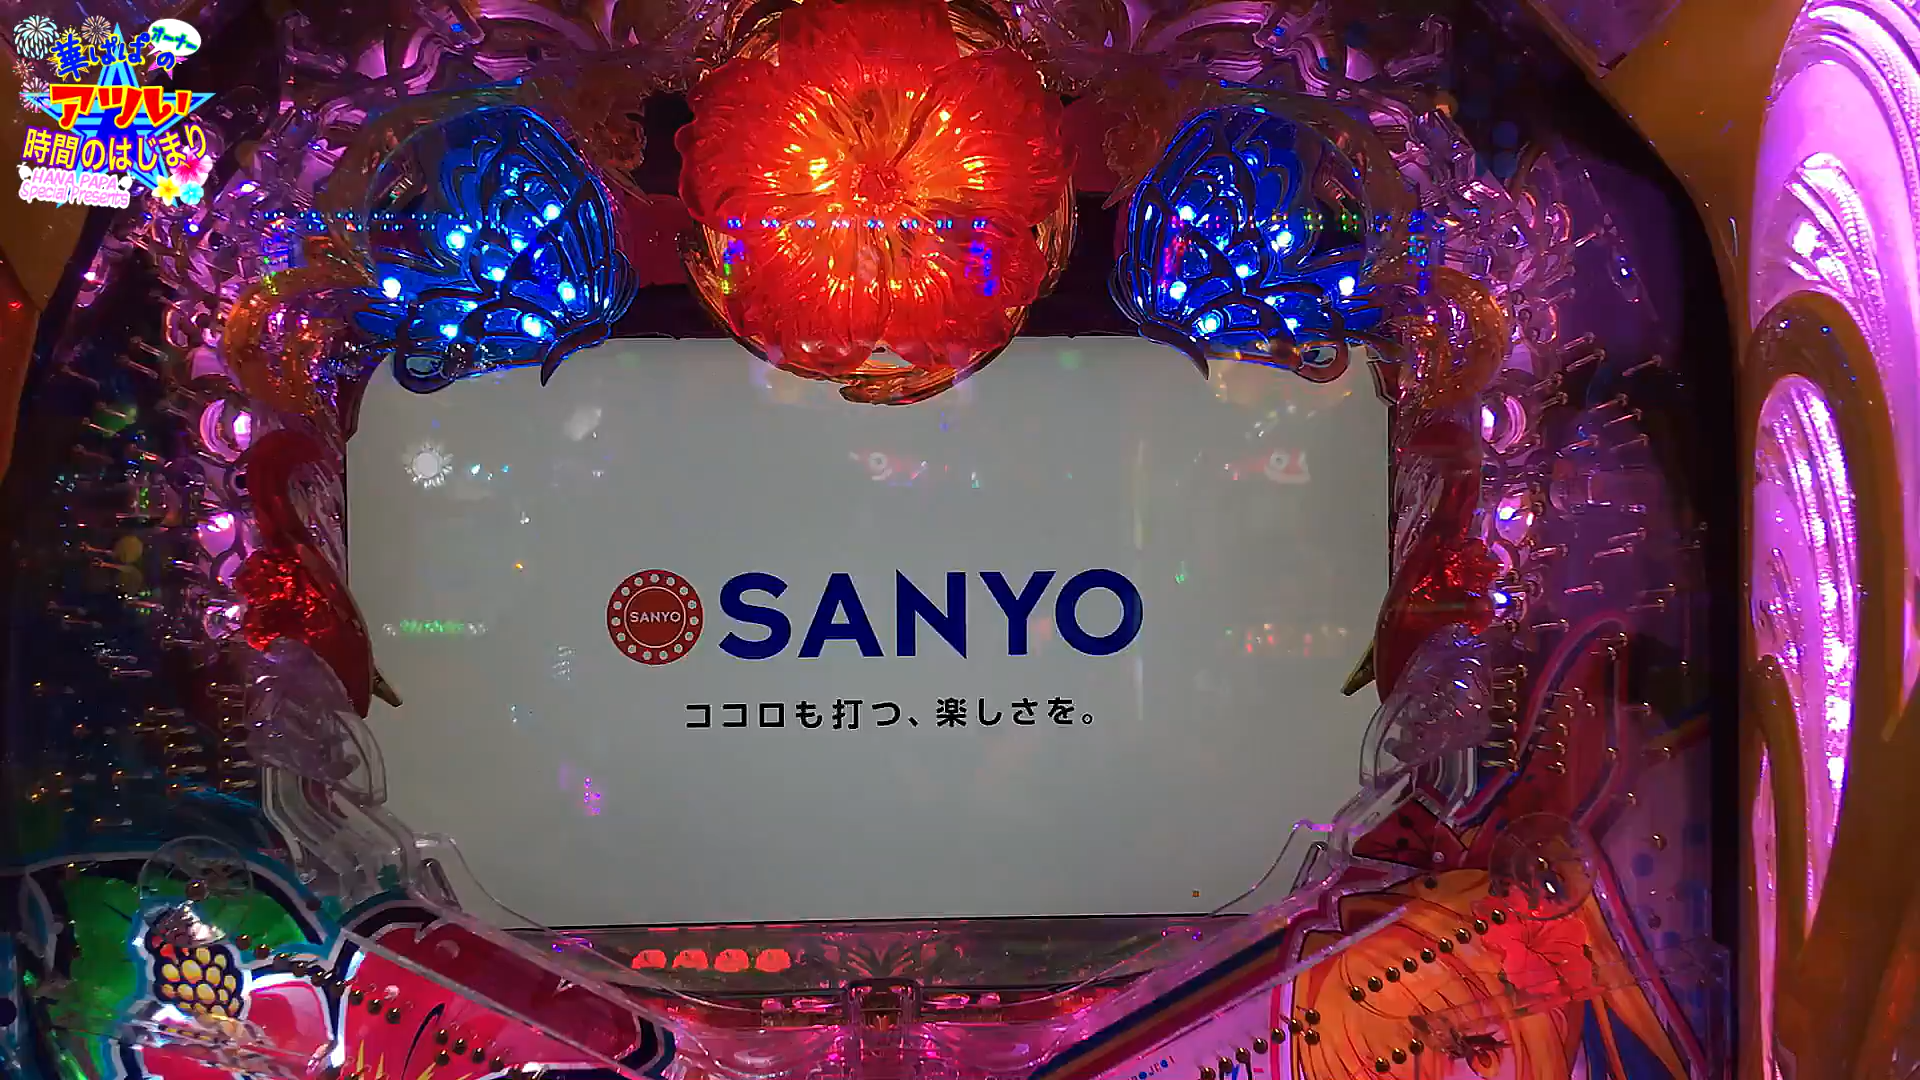 華ぱぱオーナーの
アツい
時間のはじまり
HANA PAPA
Special Presents
SANYO
SANYO
ココロも打つ、楽しさを。